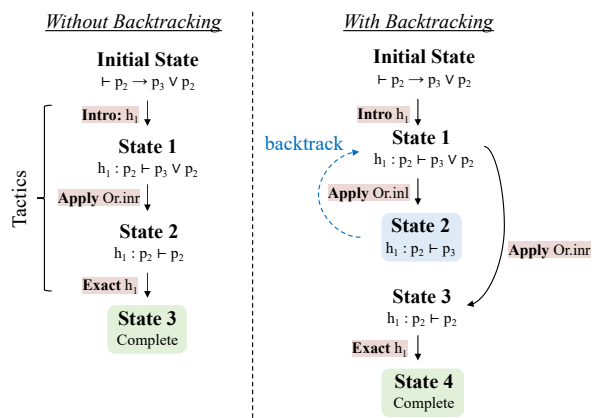 Without Backtracking
Initial State
⊢ p₂ → p₃ ∨ p₂
Intro: h₁
State 1
h₁ : p₂ ⊢ p₃ ∨ p₂
Apply Or.inr
State 2
h₁ : p₂ ⊢ p₂
Exact h₁
State 3
Complete
Tactics
With Backtracking
Initial State
⊢ p₂ → p₃ ∨ p₂
Intro h₁
State 1
h₁ : p₂ ⊢ p₃ ∨ p₂
backtrack
Apply Or.inl
State 2
h₁ : p₂ ⊢ p₃
Apply Or.inr
State 3
h₁ : p₂ ⊢ p₂
Exact h₁
State 4
Complete